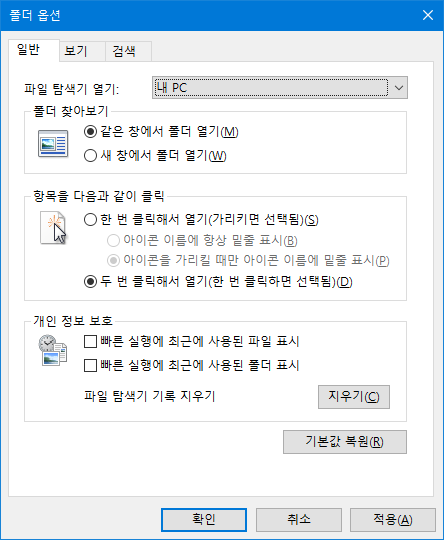 폴더 옵션
일반
보기
검색
파일 탐색기 열기:
내 PC
폴더 찾아보기
같은 창에서 폴더 열기(M)
새 창에서 폴더 열기(W)
항목을 다음과 같이 클릭
한 번 클릭해서 열기(가리키면 선택됨)(S)
아이콘 이름에 항상 밑줄 표시(B)
아이콘을 가리킬 때만 아이콘 이름에 밑줄 표시(P)
두 번 클릭해서 열기(한 번 클릭하면 선택됨)(D)
개인 정보 보호
빠른 실행에 최근에 사용된 파일 표시
빠른 실행에 최근에 사용된 폴더 표시
파일 탐색기 기록 지우기
지우기(C)
기본값 복원(R)
확인
취소
적용(A)